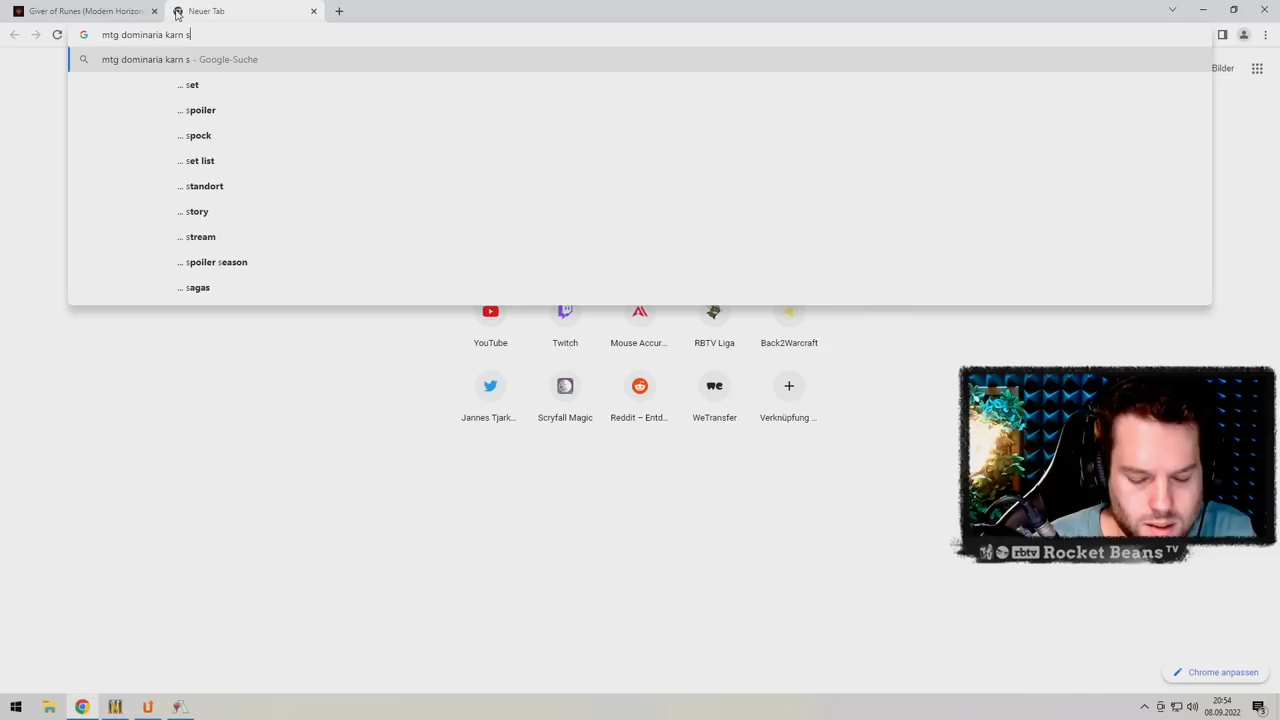 Giver of Runes (Modern Horizon
Neuer Tab
mtg dominaria karn s
mtg dominaria karn s - Google-Suche
... set
... spoiler
... spock
... set list
... standort
... story
... stream
... spoiler season
... sagas
Bilder
YouTube
Twitch
Mouse Accur...
RBTV Liga
Back2Warcraft
Jannes Tjark...
Scryfall Magic
Reddit – Entd...
WeTransfer
Verknüpfung ...
rbtv Rocket Beans TV
Chrome anpassen
20:54
08.09.2022
3